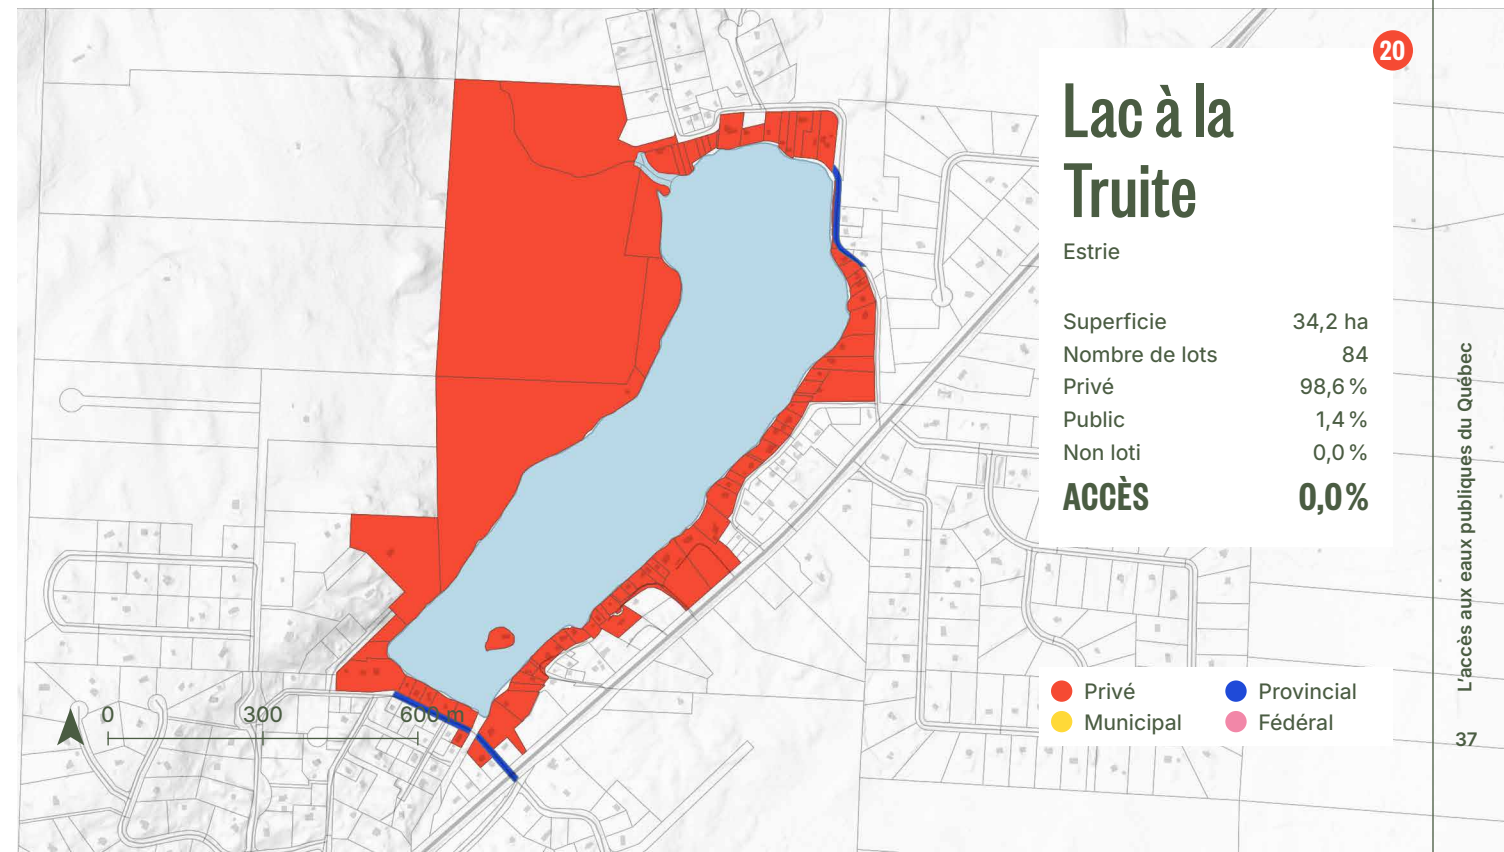 20
Lac à la
Truite
Estrie
Superficie 34,2 ha
Nombre de lots 84
Privé 98,6 %
Public 1,4 %
Non loti 0,0 %
ACCÈS 0,0 %
0 300 600 m
Privé Provincial
Municipal Fédéral
L'accès aux eaux publiques du Québec
37